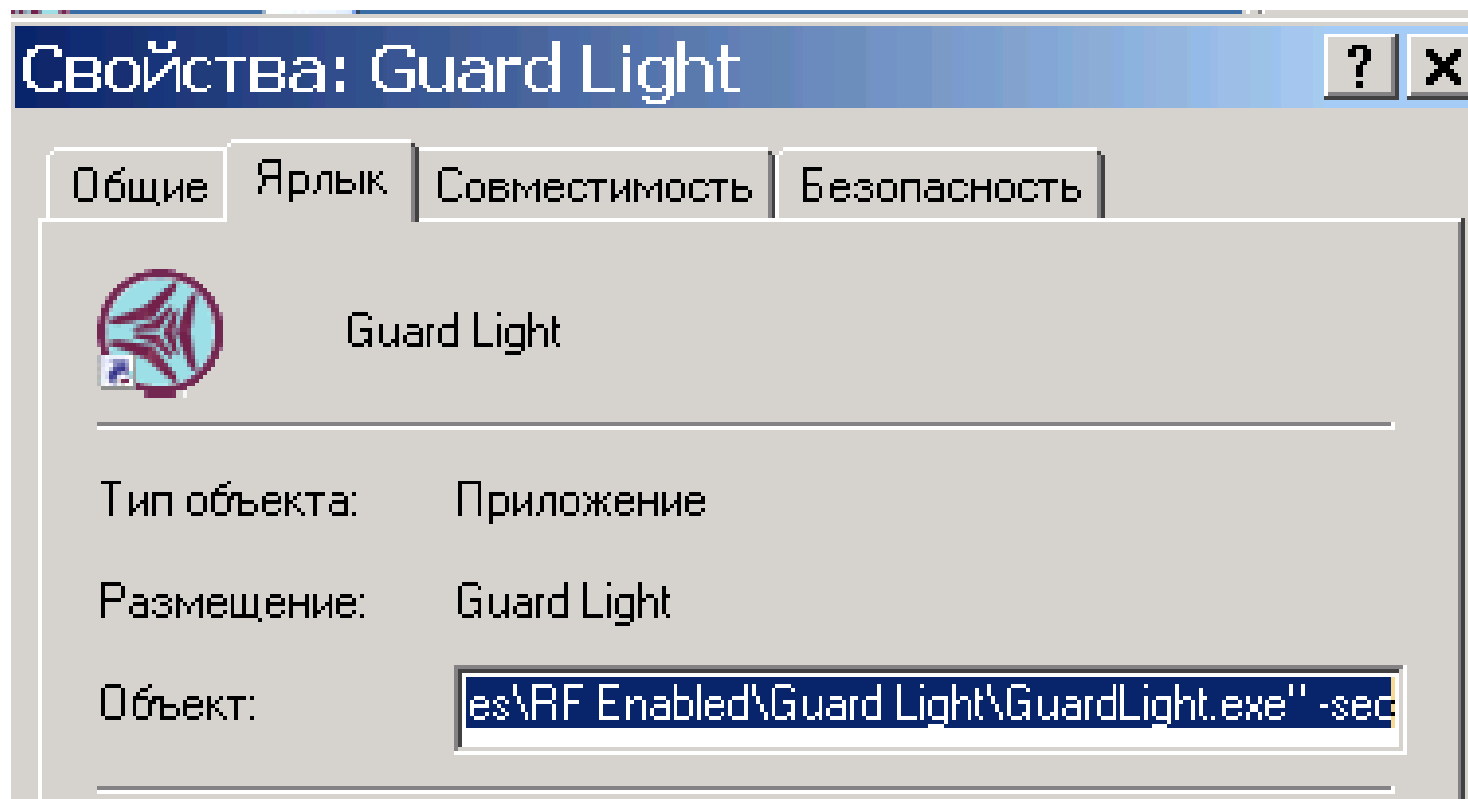 Свойства: Guard Light
Общие Ярлык Совместимость Безопасность
Guard Light
Тип объекта: Приложение
Размещение: Guard Light
Объект: es\RF Enabled\Guard Light\GuardLight.exe" -sec